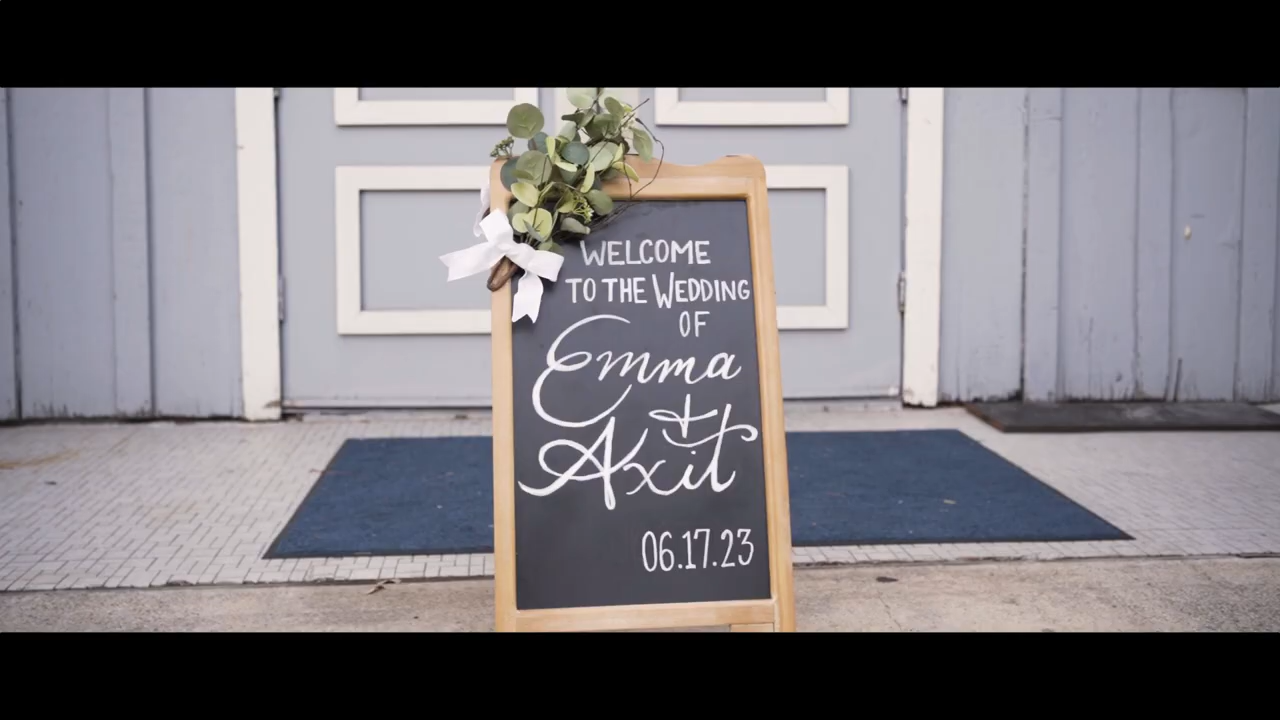 WELCOME
TO THE WEDDING
OF
Emma
+
Axit
06.17.23